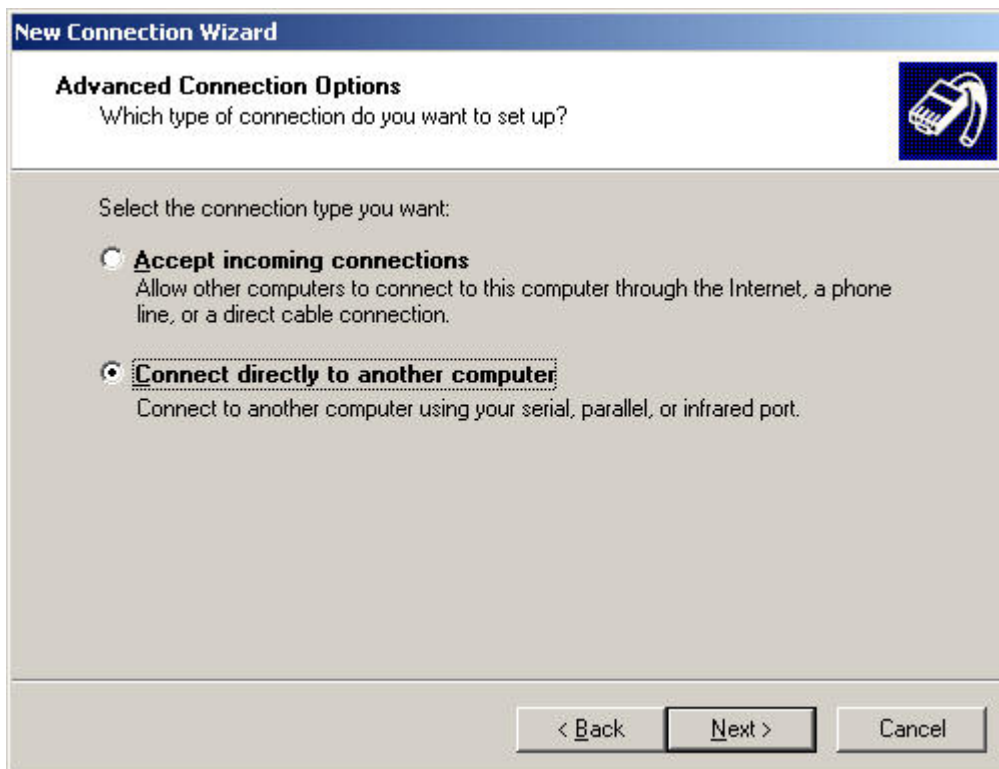 New Connection Wizard
Advanced Connection Options
Which type of connection do you want to set up?
Select the connection type you want:
Accept incoming connections
Allow other computers to connect to this computer through the Internet, a phone
line, or a direct cable connection.
Connect directly to another computer
Connect to another computer using your serial, parallel, or infrared port.
< Back
Next >
Cancel